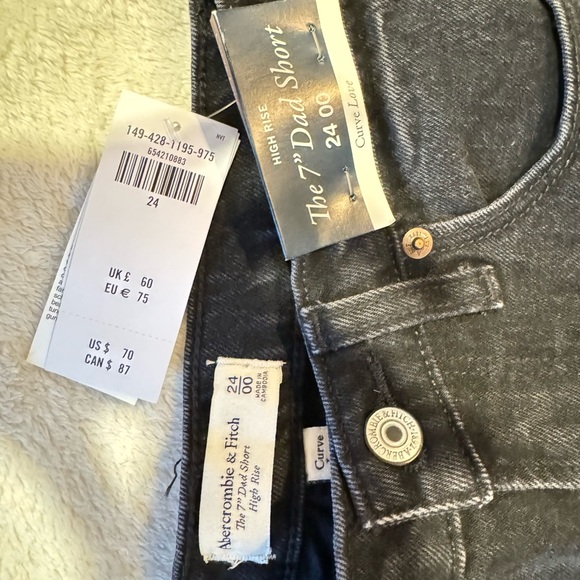 149-428-1195-975
NVI
654210883
24
UK £ 60
EU € 75
US $ 70
CAN $ 87
HIGH RISE
The 7" Dad Short
24 00
Curve Love
Abercrombie & Fitch
The 7" Dad Short
High Rise
24
00
MADE IN
CAMBODIA
Curve
ABERCROMBIE & FITCH